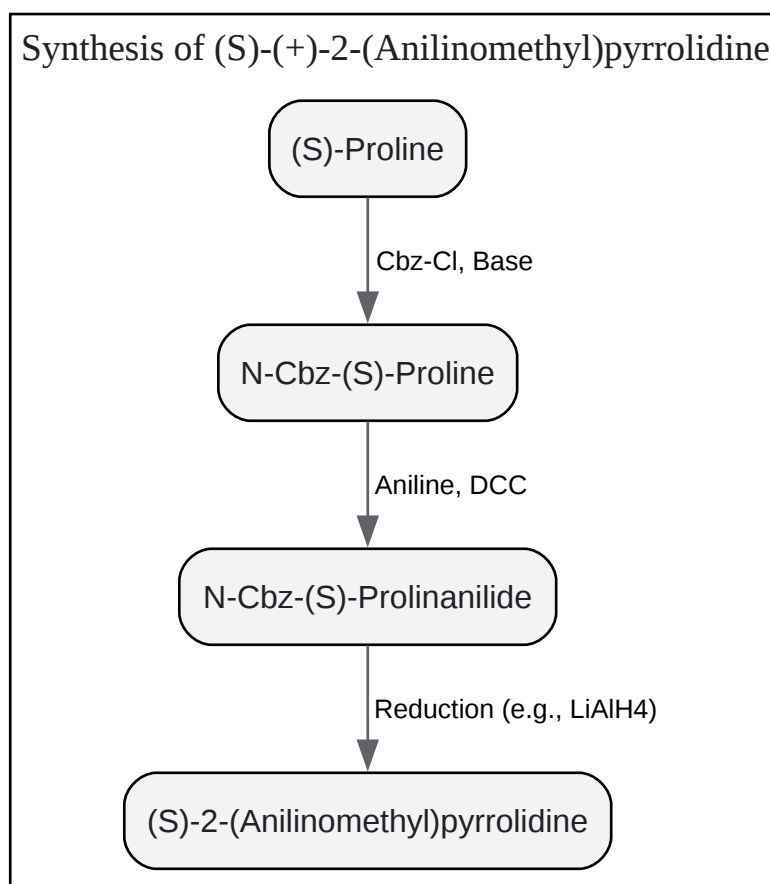 Synthesis of (S)-(+)-2-(Anilinomethyl)pyrrolidine
(S)-Proline
Cbz-Cl, Base
N-Cbz-(S)-Proline
Aniline, DCC
N-Cbz-(S)-Prolinanilide
Reduction (e.g., LiAlH4)
(S)-2-(Anilinomethyl)pyrrolidine